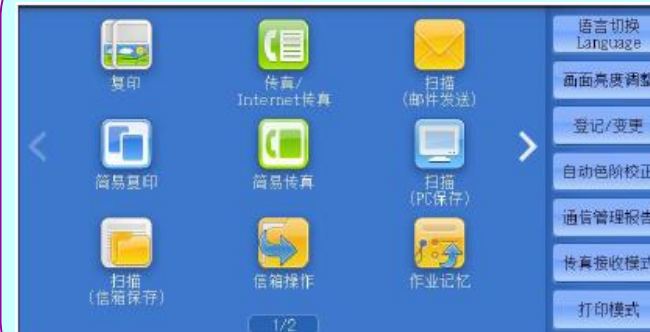 复印
传真/
Internet传真
扫描
(邮件发送)
简易复印
简易传真
扫描
(PC保存)
扫描
(信箱保存)
信箱操作
作业记忆
1/2
语言切换
Language
画面亮度调整
登记/变更
自动色阶校正
通信管理报告
传真接收模式
打印模式